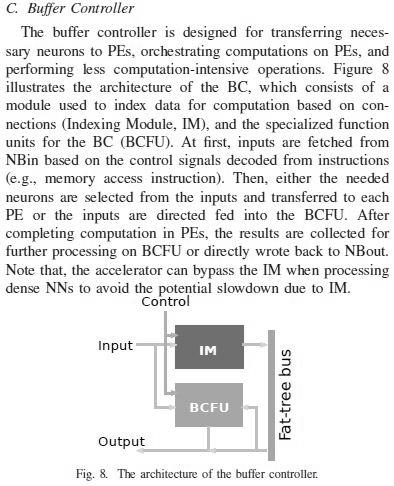 C. Buffer Controller
The buffer controller is designed for transferring neces-
sary neurons to PEs, orchestrating computations on PEs, and
performing less computation-intensive operations. Figure 8
illustrates the architecture of the BC, which consists of a
module used to index data for computation based on con-
nections (Indexing Module, IM), and the specialized function
units for the BC (BCFU). At first, inputs are fetched from
NBin based on the control signals decoded from instructions
(e.g., memory access instruction). Then, either the needed
neurons are selected from the inputs and transferred to each
PE or the inputs are directed fed into the BCFU. After
completing computation in PEs, the results are collected for
further processing on BCFU or directly wrote back to NBout.
Note that, the accelerator can bypass the IM when processing
dense NNs to avoid the potential slowdown due to IM.
Control
Input
IM
BCFU
Fat-tree bus
Output
Fig. 8. The architecture of the buffer controller.